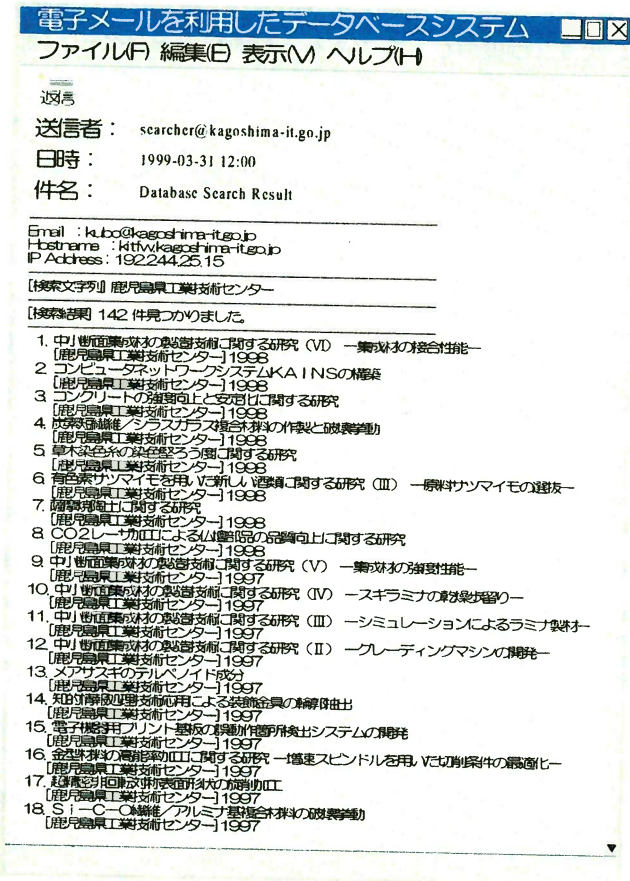 電子メールを利用したデータベースシステム
ファイル(F) 編集(E) 表示(V) ヘルプ(H)
返信
送信者： searcher@kagoshima-it.go.jp
日時： 1999-03-31 12:00
件名： Database Search Result
Email : kubo@kagoshima-it.go.jp
Hostname : kitfw.kagoshima-it.go.jp
IP Address : 192.244.25.15
[検索文字列] 鹿児島県工業技術センター
[検索結果] 142 件見つかりました。
1. 中小断面集成材の製造技術に関する研究（Ⅵ） ―集成材の接合性能―
[鹿児島県工業技術センター] 1998
2. コンピュータネットワークシステムＫＡＩＮＳの構築
[鹿児島県工業技術センター] 1998
3. コンクリートの強度向上と安定化に関する研究
[鹿児島県工業技術センター] 1998
4. 炭素短繊維／シラスガラス複合材料の作製と破壊挙動
[鹿児島県工業技術センター] 1998
5. 草木染色糸の染色堅ろう度に関する研究
[鹿児島県工業技術センター] 1998
6. 有色素サツマイモを用いた新しい酒類に関する研究（Ⅲ） ―原料サツマイモの選抜―
[鹿児島県工業技術センター] 1998
7. 薩摩焼陶土に関する研究
[鹿児島県工業技術センター] 1998
8. ＣＯ２レーザ加工による仏壇部品の品質向上に関する研究
[鹿児島県工業技術センター] 1998
9. 中小断面集成材の製造技術に関する研究（Ⅴ） ―集成材の強度性能―
[鹿児島県工業技術センター] 1997
10. 中小断面集成材の製造技術に関する研究（Ⅳ） ―スギラミナの乾燥歩留り―
[鹿児島県工業技術センター] 1997
11. 中小断面集成材の製造技術に関する研究（Ⅲ） ―シミュレーションによるラミナ製材―
[鹿児島県工業技術センター] 1997
12. 中小断面集成材の製造技術に関する研究（Ⅱ） ―グレーディングマシンの開発―
[鹿児島県工業技術センター] 1997
13. メアサスギのテルペノイド成分
[鹿児島県工業技術センター] 1997
14. 知的情報処理技術応用による装飾金具の輪郭抽出
[鹿児島県工業技術センター] 1997
15. 電子機器用プリント基板の誤動作箇所検出システムの開発
[鹿児島県工業技術センター] 1997
16. 金型材料の高能率加工に関する研究 ―増速スピンドルを用いた切削条件の最適化―
[鹿児島県工業技術センター] 1997
17. 超精密非回転対称表面形状の旋削加工
[鹿児島県工業技術センター] 1997
18. Ｓｉ－Ｃ－Ｏ繊維／アルミナ基複合材料の破壊挙動
[鹿児島県工業技術センター] 1997